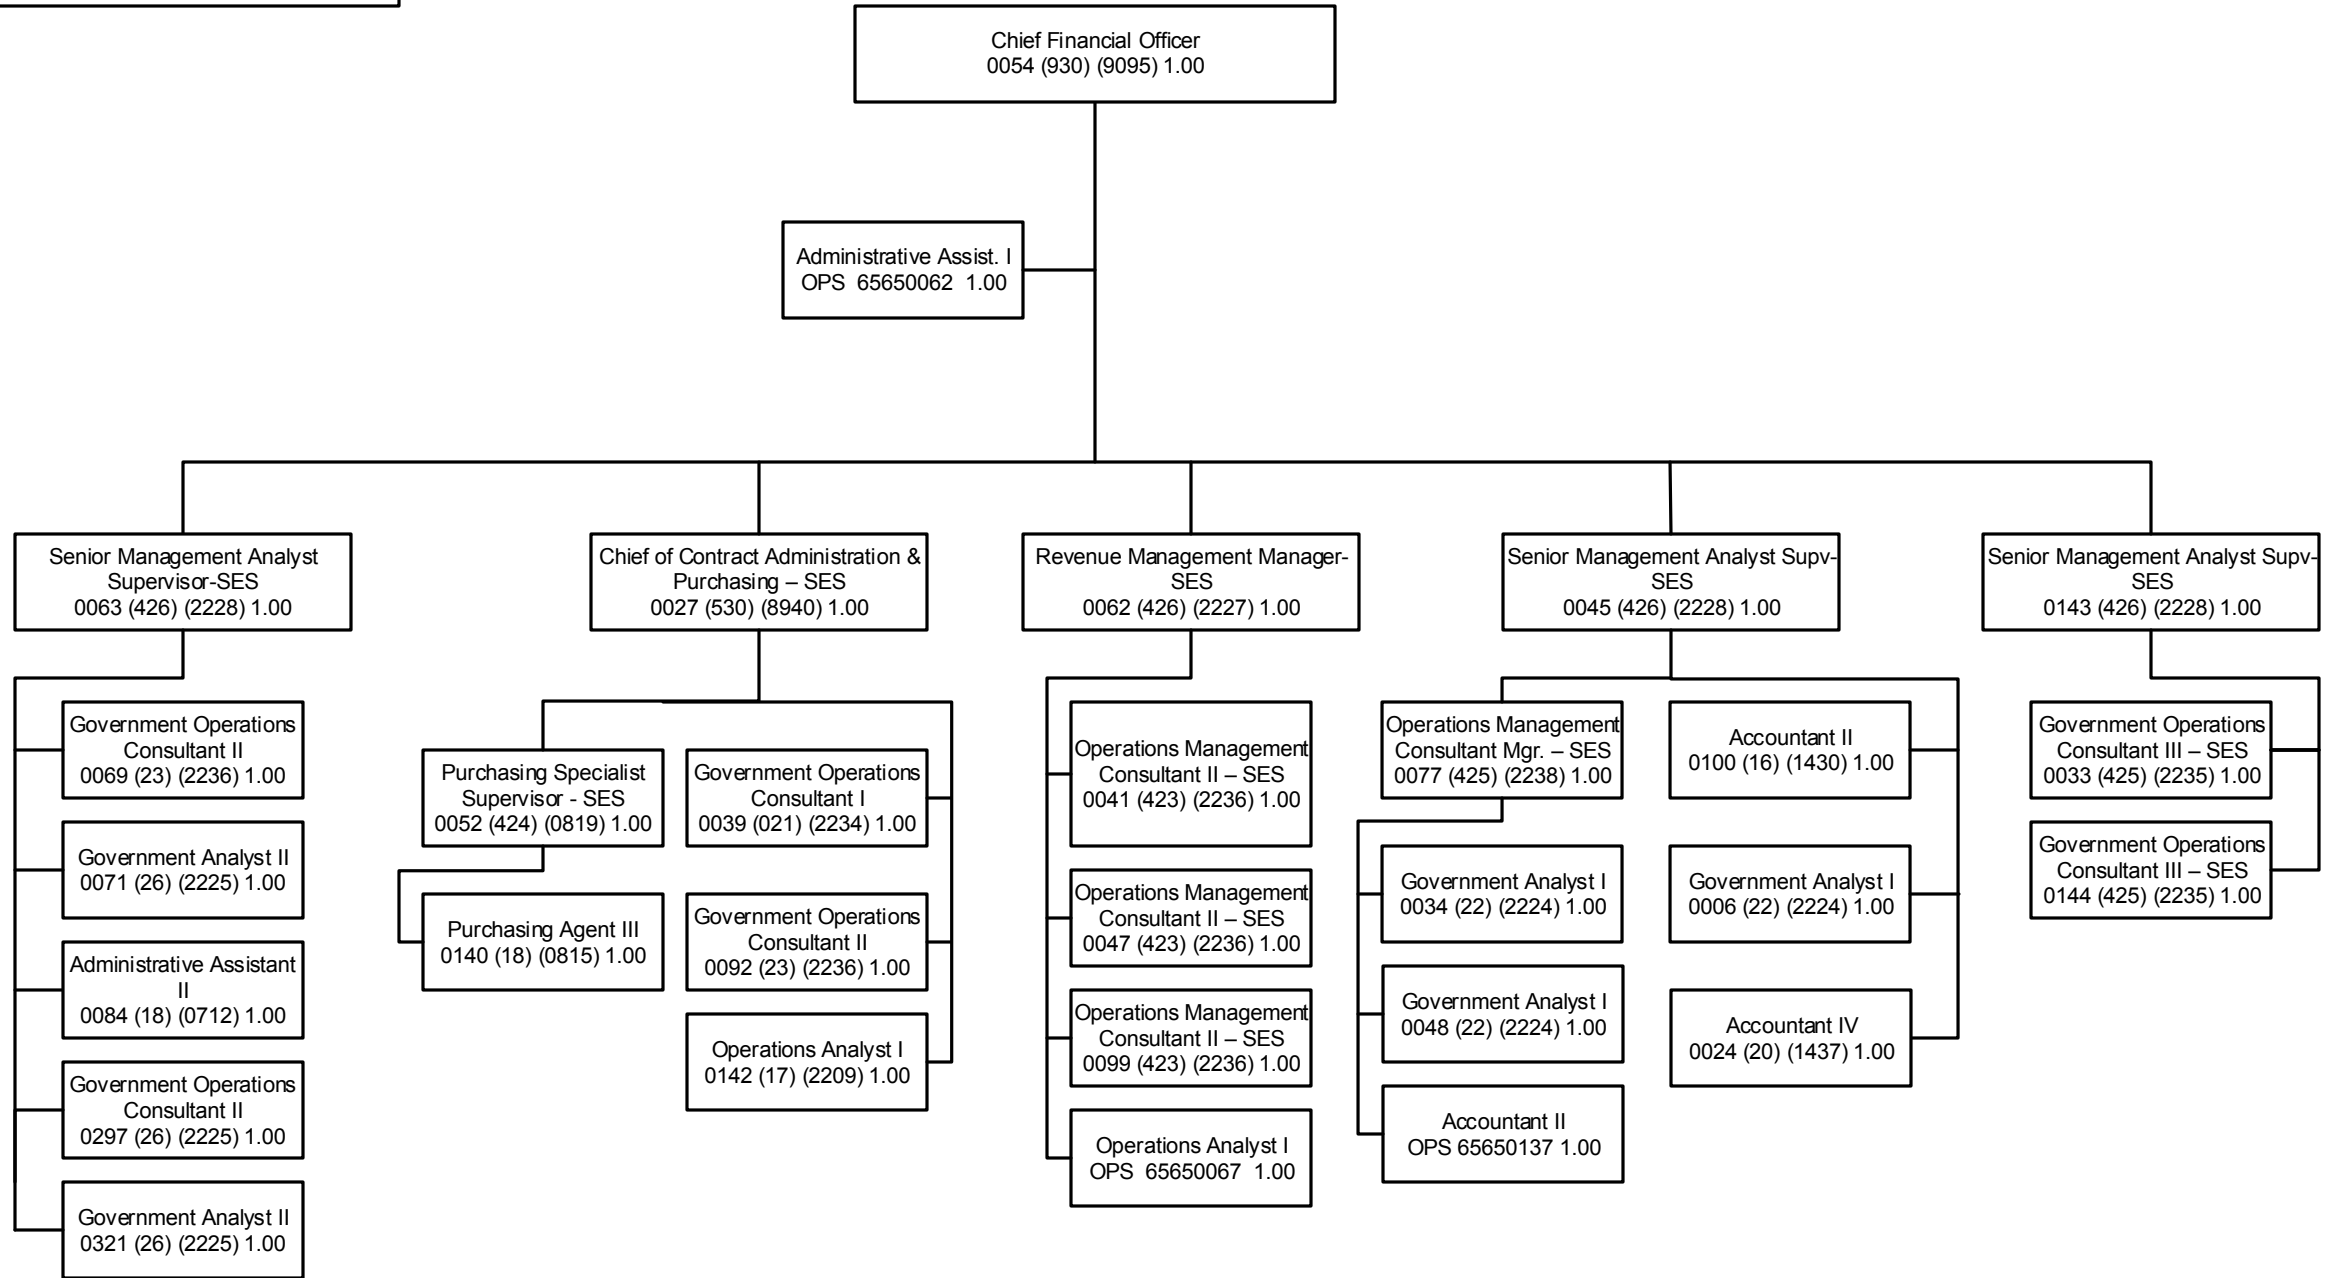 Chief Financial Officer
0054 (930) (9095) 1.00
Administrative Assist. I
OPS  65650062  1.00
Senior Management Analyst
Supervisor-SES
0063 (426) (2228) 1.00
Chief of Contract Administration &
Purchasing – SES
0027 (530) (8940) 1.00
Revenue Management Manager-
SES
0062 (426) (2227) 1.00
Senior Management Analyst Supv-
SES
0045 (426) (2228) 1.00
Senior Management Analyst Supv-
SES
0143 (426) (2228) 1.00
Government Operations
Consultant II
0069 (23) (2236) 1.00
Government Analyst II
0071 (26) (2225) 1.00
Administrative Assistant
II
0084 (18) (0712) 1.00
Government Operations
Consultant II
0297 (26) (2225) 1.00
Government Analyst II
0321 (26) (2225) 1.00
Purchasing Specialist
Supervisor - SES
0052 (424) (0819) 1.00
Purchasing Agent III
0140 (18) (0815) 1.00
Government Operations
Consultant I
0039 (021) (2234) 1.00
Government Operations
Consultant II
0092 (23) (2236) 1.00
Operations Analyst I
0142 (17) (2209) 1.00
Operations Management
Consultant II – SES
0041 (423) (2236) 1.00
Operations Management
Consultant II – SES
0047 (423) (2236) 1.00
Operations Management
Consultant II – SES
0099 (423) (2236) 1.00
Operations Analyst I
OPS  65650067  1.00
Operations Management
Consultant Mgr. – SES
0077 (425) (2238) 1.00
Government Analyst I
0034 (22) (2224) 1.00
Government Analyst I
0048 (22) (2224) 1.00
Accountant II
OPS 65650137 1.00
Accountant II
0100 (16) (1430) 1.00
Government Analyst I
0006 (22) (2224) 1.00
Accountant IV
0024 (20) (1437) 1.00
Government Operations
Consultant III – SES
0033 (425) (2235) 1.00
Government Operations
Consultant III – SES
0144 (425) (2235) 1.00